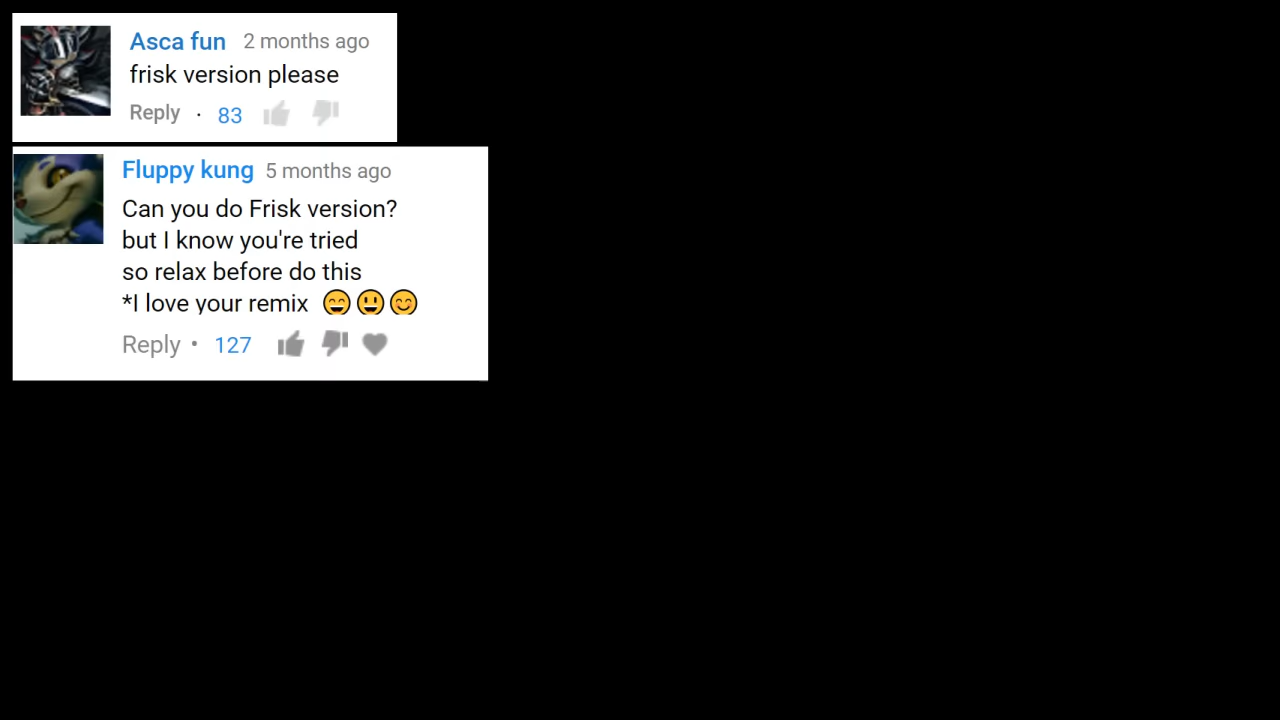 Asca fun 2 months ago
frisk version please
Reply · 83
Fluppy kung 5 months ago
Can you do Frisk version?
but I know you're tried
so relax before do this
*I love your remix 😄😃😊
Reply • 127